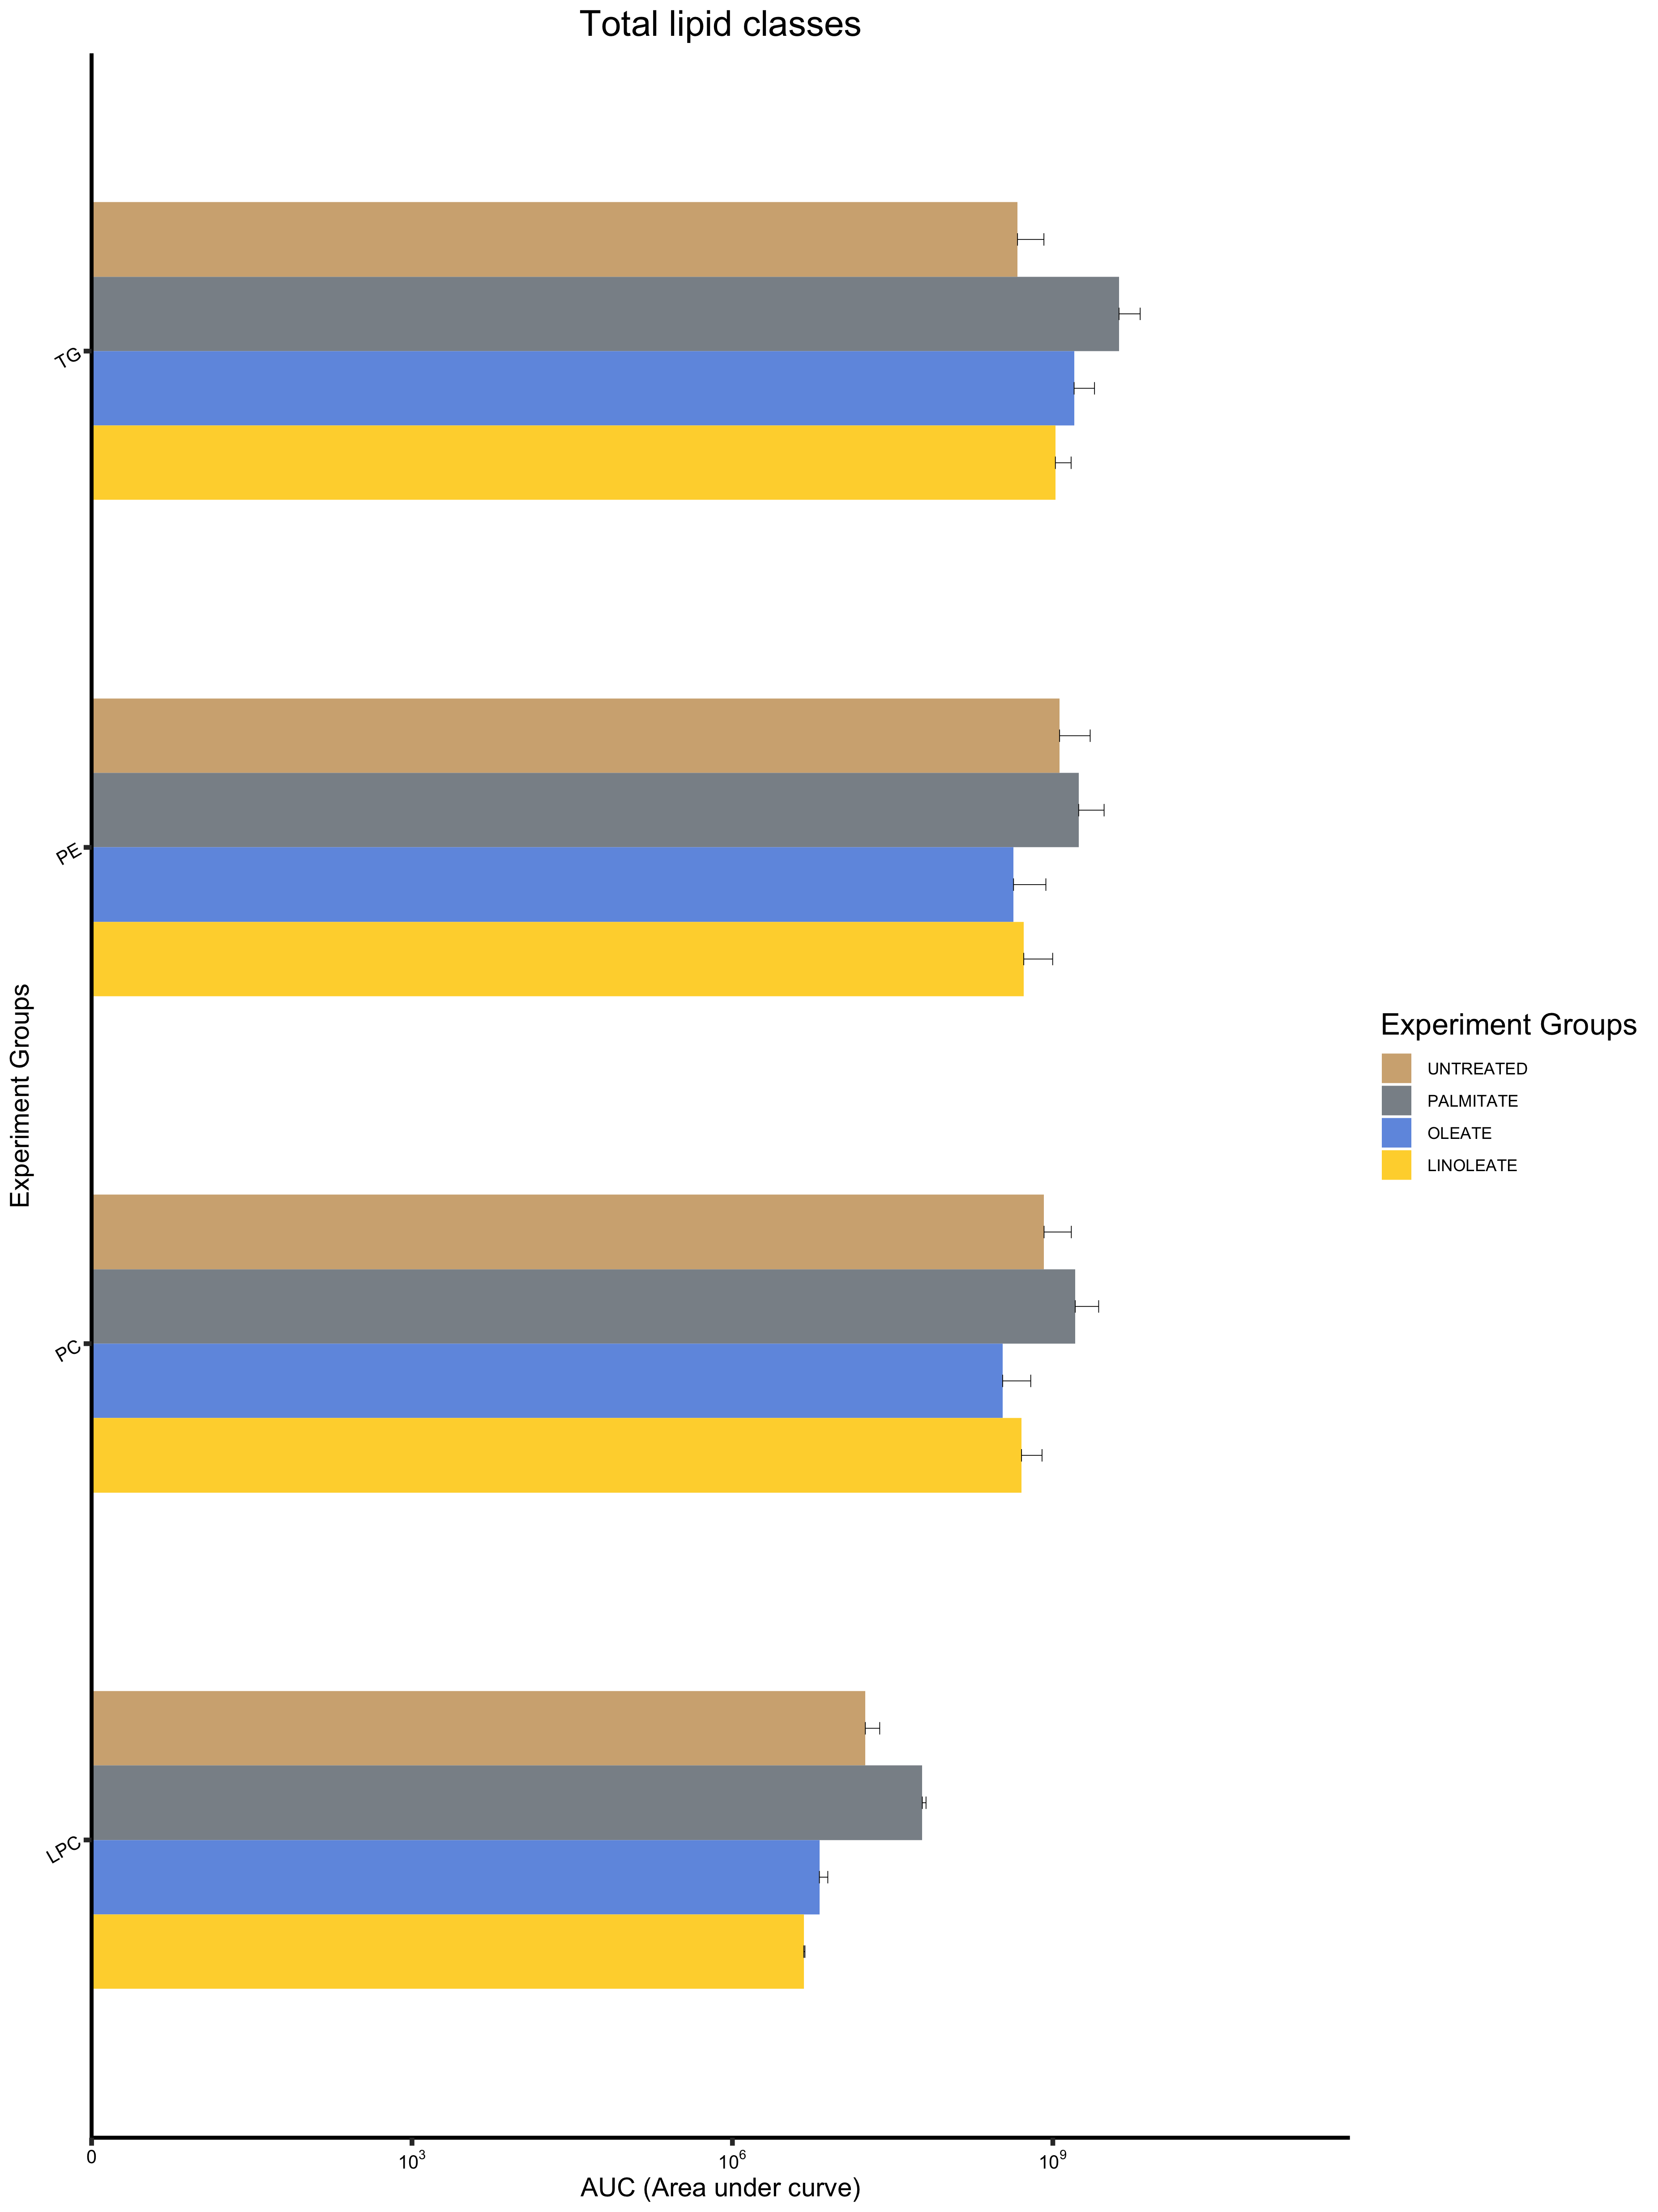 Total lipid classes
TG
PE
PC
LPC
Experiment Groups
0
10³
10⁶
10⁹
AUC (Area under curve)
Experiment Groups
UNTREATED
PALMITATE
OLEATE
LINOLEATE